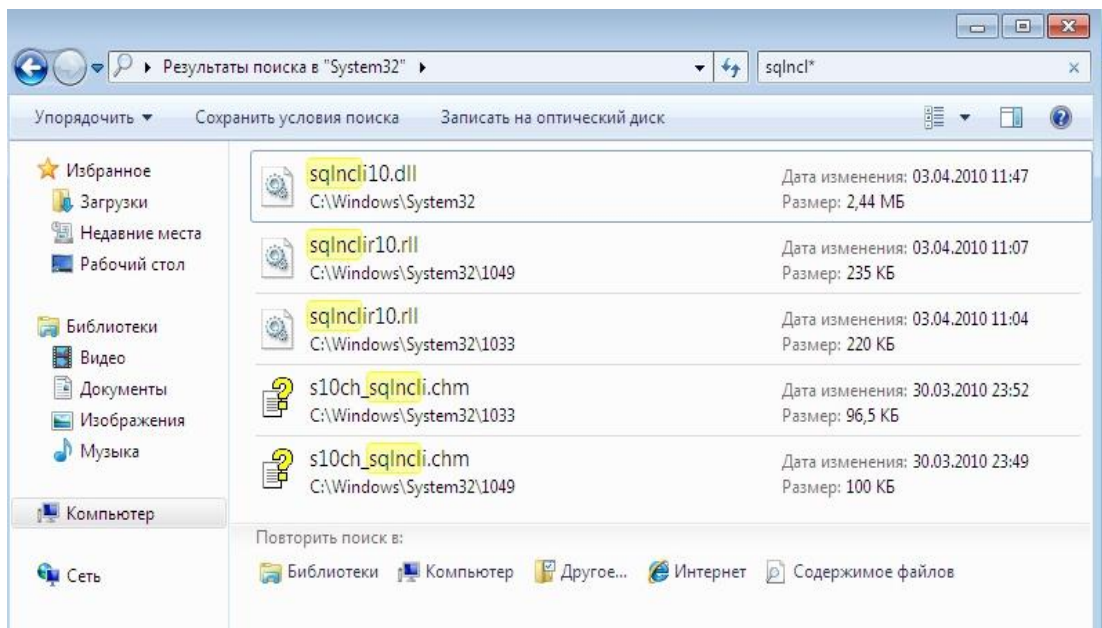 Результаты поиска в "System32"
sqlncl*
Упорядочить Сохранить условия поиска Записать на оптический диск
Избранное
Загрузки
Недавние места
Рабочий стол
Библиотеки
Видео
Документы
Изображения
Музыка
Компьютер
Сеть
sqlncli10.dll
C:\Windows\System32
Дата изменения: 03.04.2010 11:47
Размер: 2,44 МБ
sqlnclir10.rll
C:\Windows\System32\1049
Дата изменения: 03.04.2010 11:07
Размер: 235 КБ
sqlnclir10.rll
C:\Windows\System32\1033
Дата изменения: 03.04.2010 11:04
Размер: 220 КБ
s10ch_sqlncli.chm
C:\Windows\System32\1033
Дата изменения: 30.03.2010 23:52
Размер: 96,5 КБ
s10ch_sqlncli.chm
C:\Windows\System32\1049
Дата изменения: 30.03.2010 23:49
Размер: 100 КБ
Повторить поиск в:
Библиотеки Компьютер Другое... Интернет Содержимое файлов